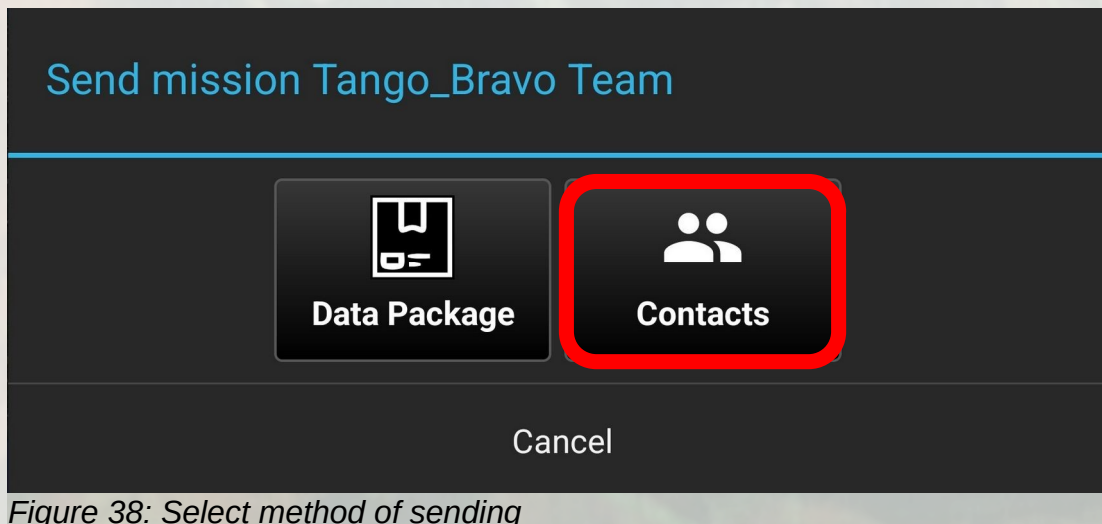 Send mission Tango_Bravo Team
Data Package
Contacts
Cancel
Figure 38: Select method of sending